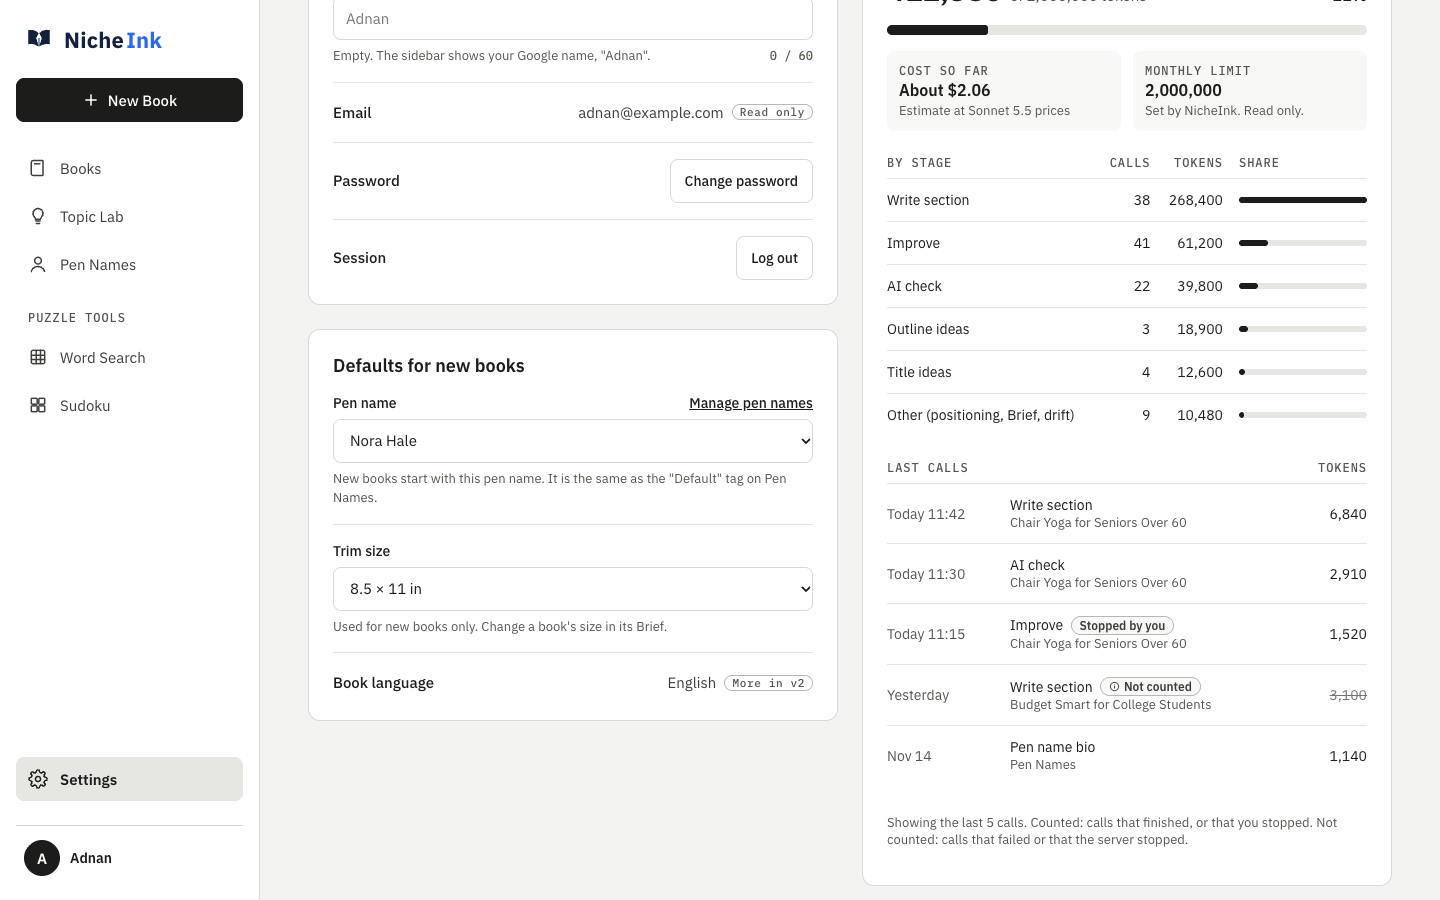 NicheInk
New Book
Books
Topic Lab
Pen Names
PUZZLE TOOLS
Word Search
Sudoku
Settings
A
Adnan
Adnan
Empty. The sidebar shows your Google name, "Adnan".
0 / 60
Email
adnan@example.com
Read only
Password
Change password
Session
Log out
Defaults for new books
Pen name
Manage pen names
Nora Hale
New books start with this pen name. It is the same as the "Default" tag on Pen
Names.
Trim size
8.5 × 11 in
Used for new books only. Change a book's size in its Brief.
Book language
English
More in v2
COST SO FAR
About $2.06
Estimate at Sonnet 5.5 prices
MONTHLY LIMIT
2,000,000
Set by NicheInk. Read only.
BY STAGE CALLS TOKENS SHARE
Write section 38 268,400
Improve 41 61,200
AI check 22 39,800
Outline ideas 3 18,900
Title ideas 4 12,600
Other (positioning, Brief, drift) 9 10,480
LAST CALLS TOKENS
Today 11:42 Write section 6,840
Chair Yoga for Seniors Over 60
Today 11:30 AI check 2,910
Chair Yoga for Seniors Over 60
Today 11:15 Improve Stopped by you 1,520
Chair Yoga for Seniors Over 60
Yesterday Write section Not counted 3,100
Budget Smart for College Students
Nov 14 Pen name bio 1,140
Pen Names
Showing the last 5 calls. Counted: calls that finished, or that you stopped. Not
counted: calls that failed or that the server stopped.